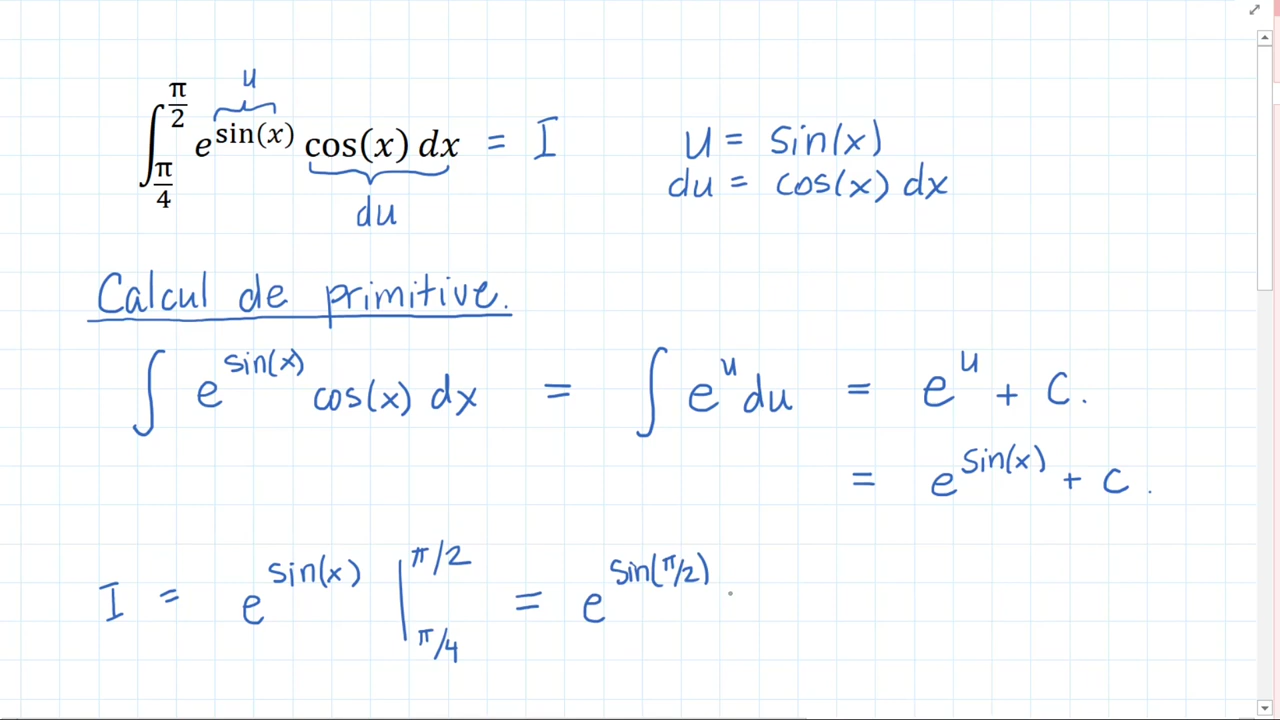 u
∫_{π/4}^{π/2} e^{sin(x)} cos(x) dx = I
du
u = sin(x)
du = cos(x) dx
Calcul de primitive.
∫ e^{sin(x)} cos(x) dx = ∫ e^u du = e^u + C.
= e^{sin(x)} + C.
I = e^{sin(x)} |_{π/4}^{π/2} = e^{sin(π/2)}